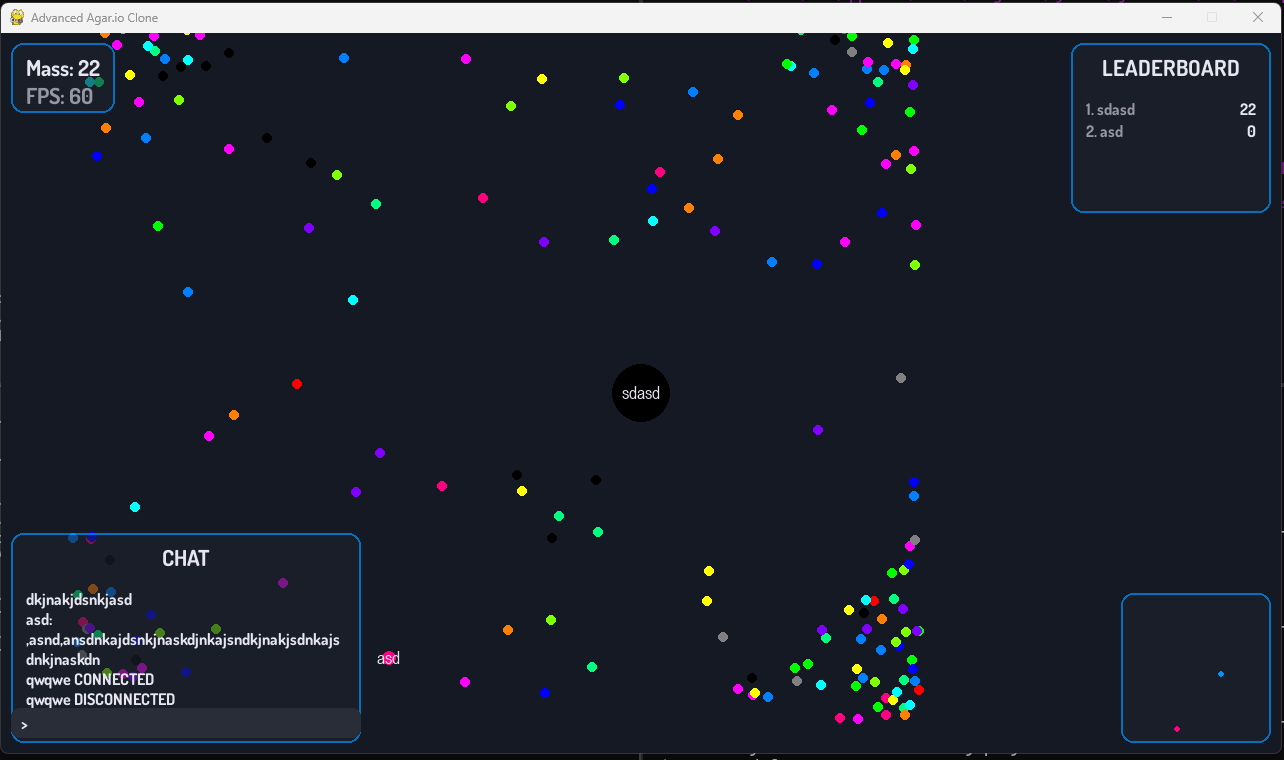 Advanced Agar.io Clone
Mass: 22
FPS: 60
LEADERBOARD
1. sdasd 22
2. asd 0
sdasd
asd
CHAT
dkjnakjdsnkjasd
asd:
,asnd,ansdnkajdsnkjnaskdjnkajsndkjnakjsdnkajs
dnkjnaskdn
qwqwe CONNECTED
qwqwe DISCONNECTED
>